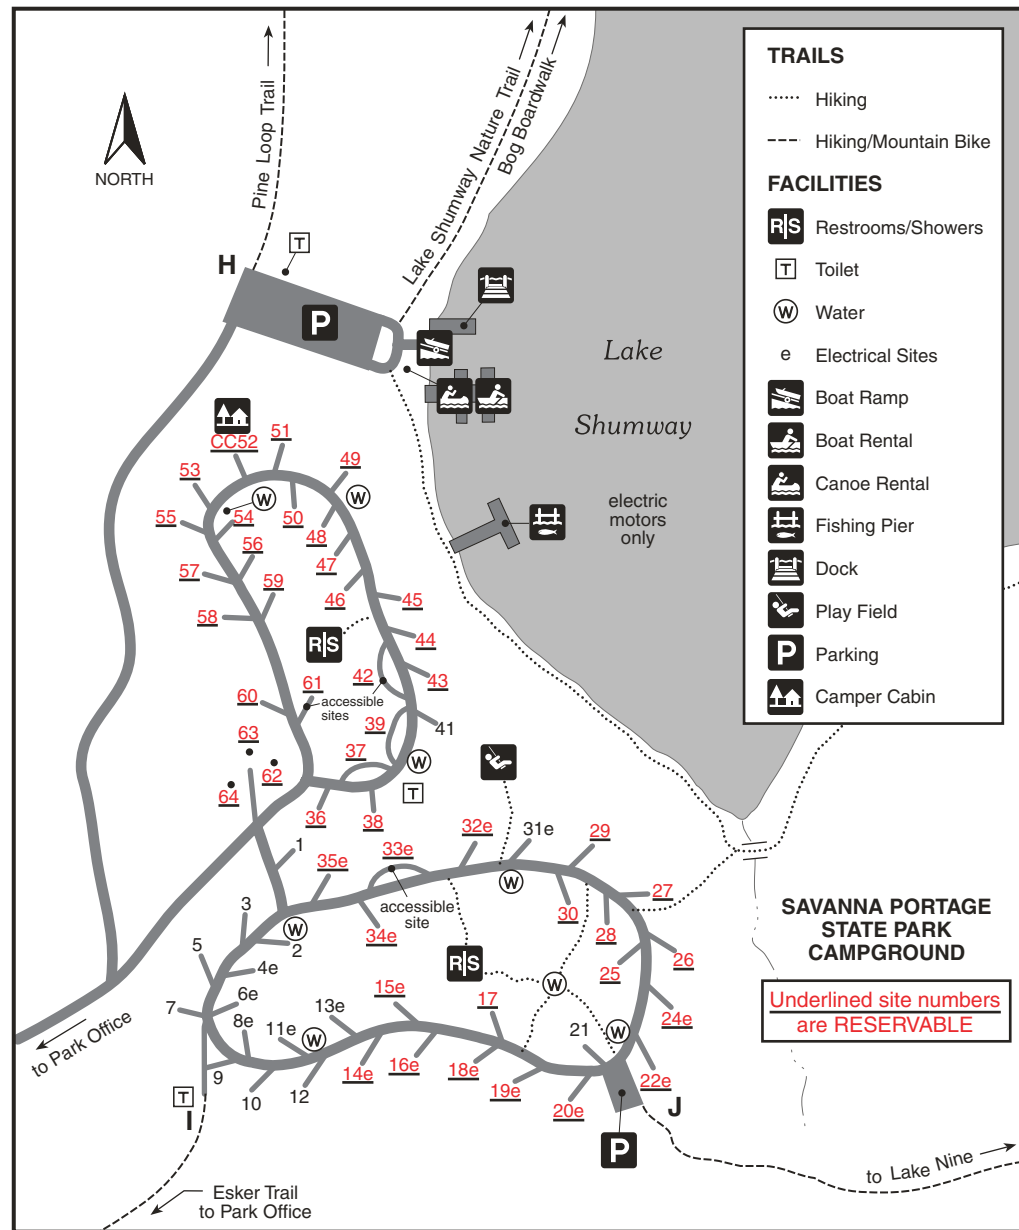 Pine Loop Trail
Lake Shumway Nature Trail
Bog Boardwalk
NORTH
H
T
P
Lake
Shumway
electric
motors
only
TRAILS
Hiking
Hiking/Mountain Bike
FACILITIES
R|S Restrooms/Showers
T Toilet
W Water
e Electrical Sites
Boat Ramp
Boat Rental
Canoe Rental
Fishing Pier
Dock
Play Field
P Parking
Camper Cabin
CC52
51
53
49
W
W
55
54
50
48
56
47
57
59
46
45
58
R|S
44
42
43
61
accessible
sites
60
39
41
63
37
62
W
64
T
36
38
1
35e
33e
32e
31e
29
accessible
site
W
30
27
3
W
2
34e
28
26
5
4e
R|S
25
W
7
6e
15e
17
24e
8e
11e
W
13e
21
W
9
14e
16e
18e
22e
10
12
19e
20e
T
I
J
P
to Park Office
Esker Trail
to Park Office
to Lake Nine
SAVANNA PORTAGE
STATE PARK
CAMPGROUND
Underlined site numbers
are RESERVABLE